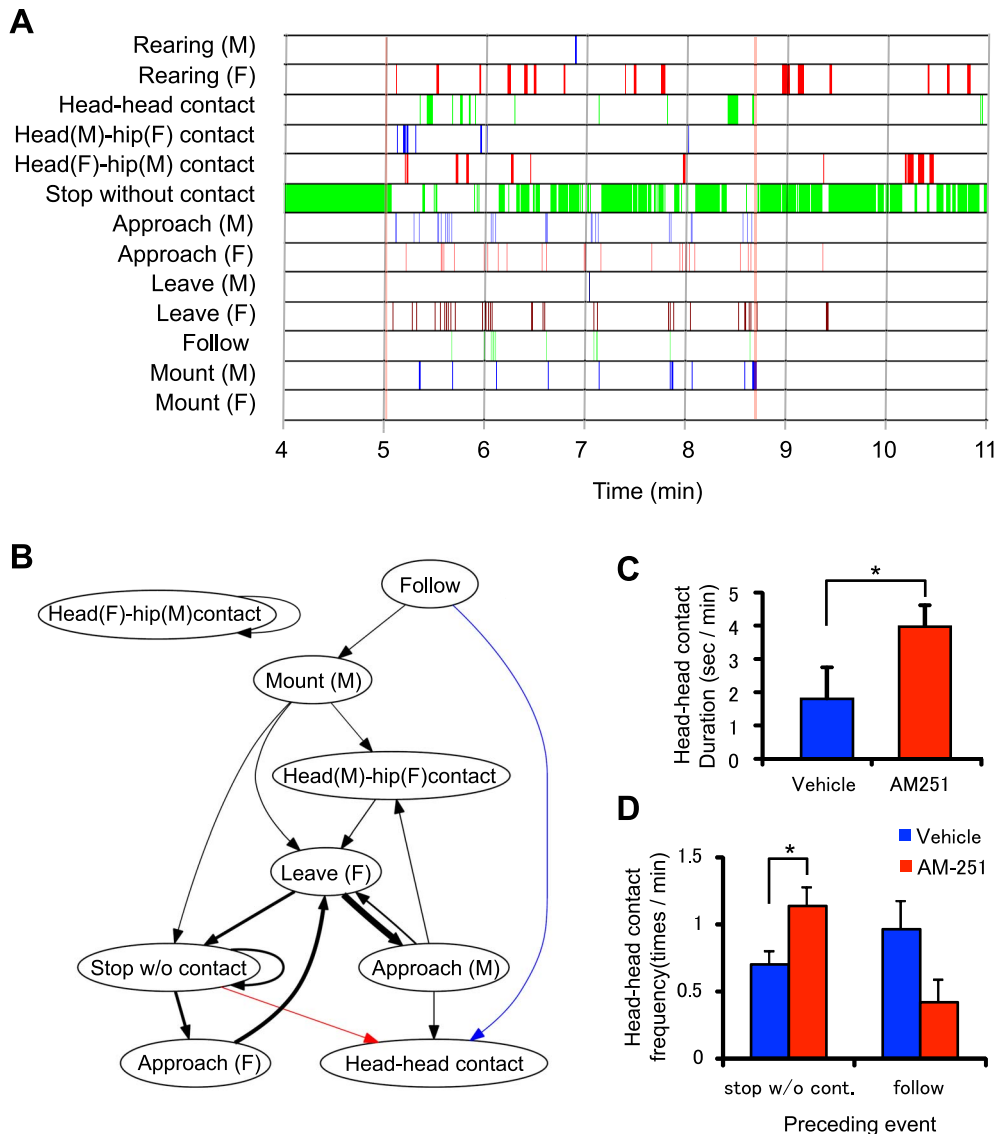 A
Rearing (M)
Rearing (F)
Head-head contact
Head(M)-hip(F) contact
Head(F)-hip(M) contact
Stop without contact
Approach (M)
Approach (F)
Leave (M)
Leave (F)
Follow
Mount (M)
Mount (F)
4 5 6 7 8 9 10 11
Time (min)
B
Follow
Head(F)-hip(M)contact
Mount (M)
Head(M)-hip(F)contact
Leave (F)
Stop w/o contact
Approach (M)
Approach (F)
Head-head contact
C
*
Head-head contact
Duration (sec / min)
5
4
3
2
1
0
Vehicle AM251
D
Vehicle
AM-251
*
Head-head contact
frequency(times / min)
1.5
1
0.5
0
stop w/o cont. follow
Preceding event